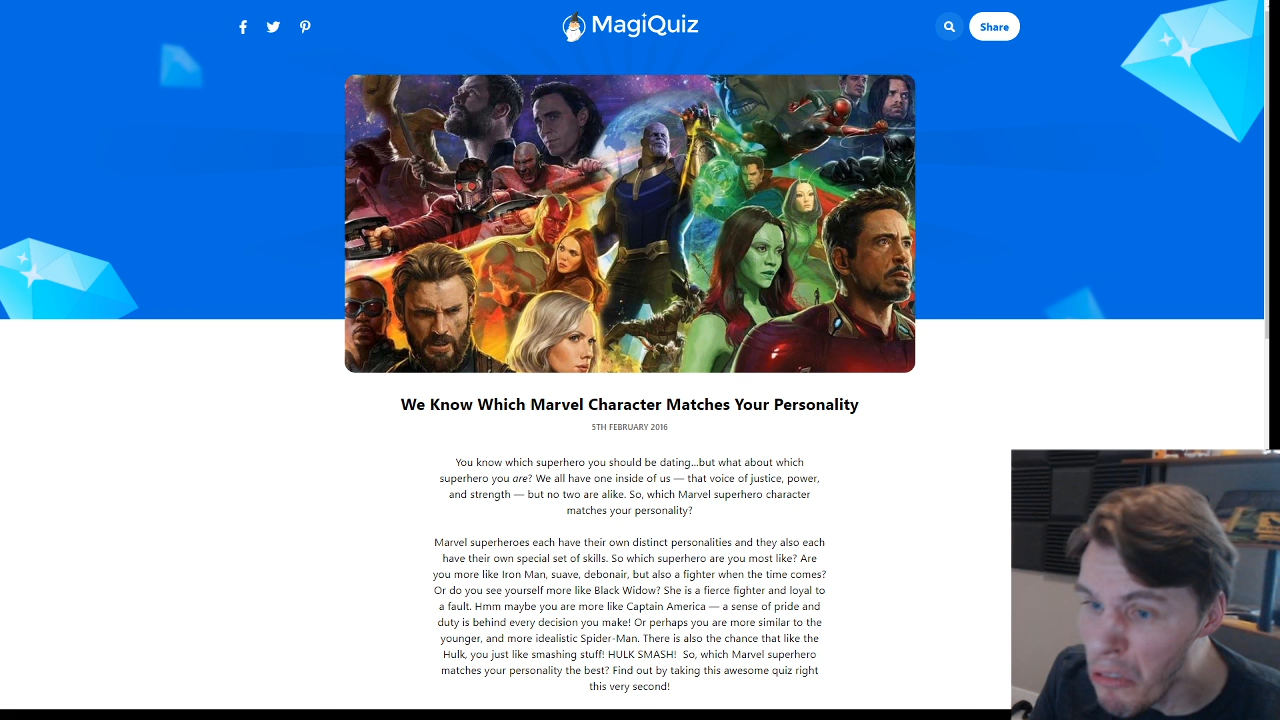 MagiQuiz
Share
We Know Which Marvel Character Matches Your Personality
5TH FEBRUARY 2016
You know which superhero you should be dating...but what about which
superhero you are? We all have one inside of us — that voice of justice, power,
and strength — but no two are alike. So, which Marvel superhero character
matches your personality?
Marvel superheroes each have their own distinct personalities and they also each
have their own special set of skills. So which superhero are you most like? Are
you more like Iron Man, suave, debonair, but also a fighter when the time comes?
Or do you see yourself more like Black Widow? She is a fierce fighter and loyal to
a fault. Hmm maybe you are more like Captain America — a sense of pride and
duty is behind every decision you make! Or perhaps you are more similar to the
younger, and more idealistic Spider-Man. There is also the chance that like the
Hulk, you just like smashing stuff! HULK SMASH!  So, which Marvel superhero
matches your personality the best? Find out by taking this awesome quiz right
this very second!